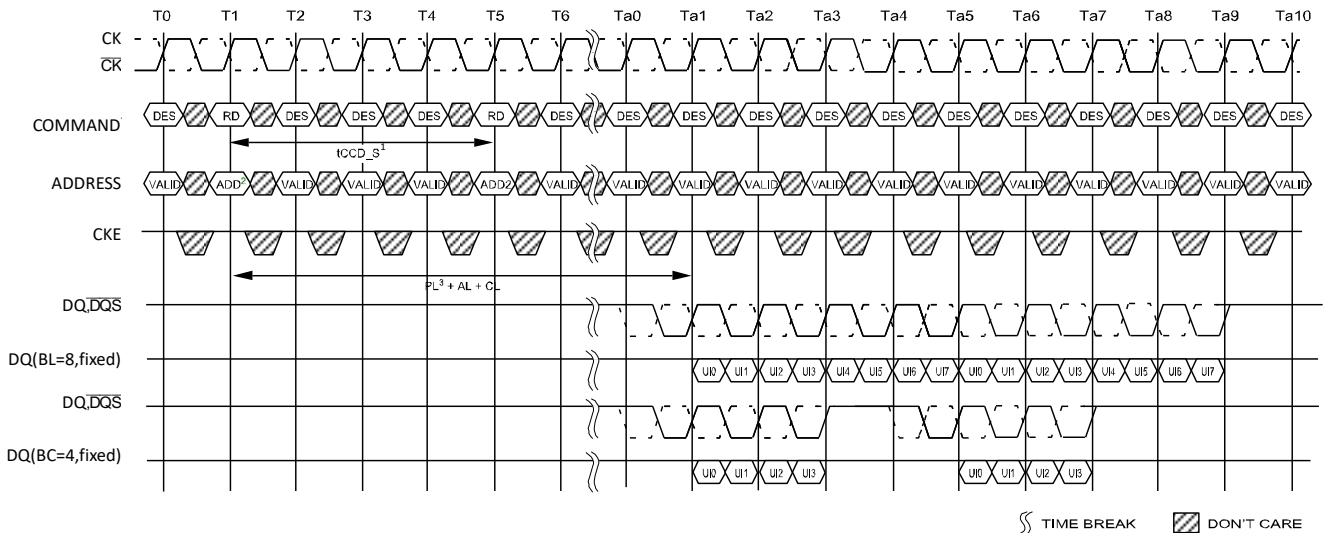 T0 T1 T2 T3 T4 T5 T6 Ta0 Ta1 Ta2 Ta3 Ta4 Ta5 Ta6 Ta7 Ta8 Ta9 Ta10
CK
CK
COMMAND
DES RD DES DES DES RD DES DES DES DES DES DES DES DES DES DES DES DES
tCCD_S1
ADDRESS
VALID ADD2 VALID VALID VALID ADD2 VALID VALID VALID VALID VALID VALID VALID VALID VALID VALID VALID VALID
CKE
PL3 + AL + CL
DQ,DQS
DQ(BL=8,fixed)
UI0 UI1 UI2 UI3 UI4 UI5 UI6 UI7 UI0 UI1 UI2 UI3 UI4 UI5 UI6 UI7
DQ,DQS
DQ(BC=4,fixed)
UI0 UI1 UI2 UI3 UI0 UI1 UI2 UI3
TIME BREAK DON'T CARE